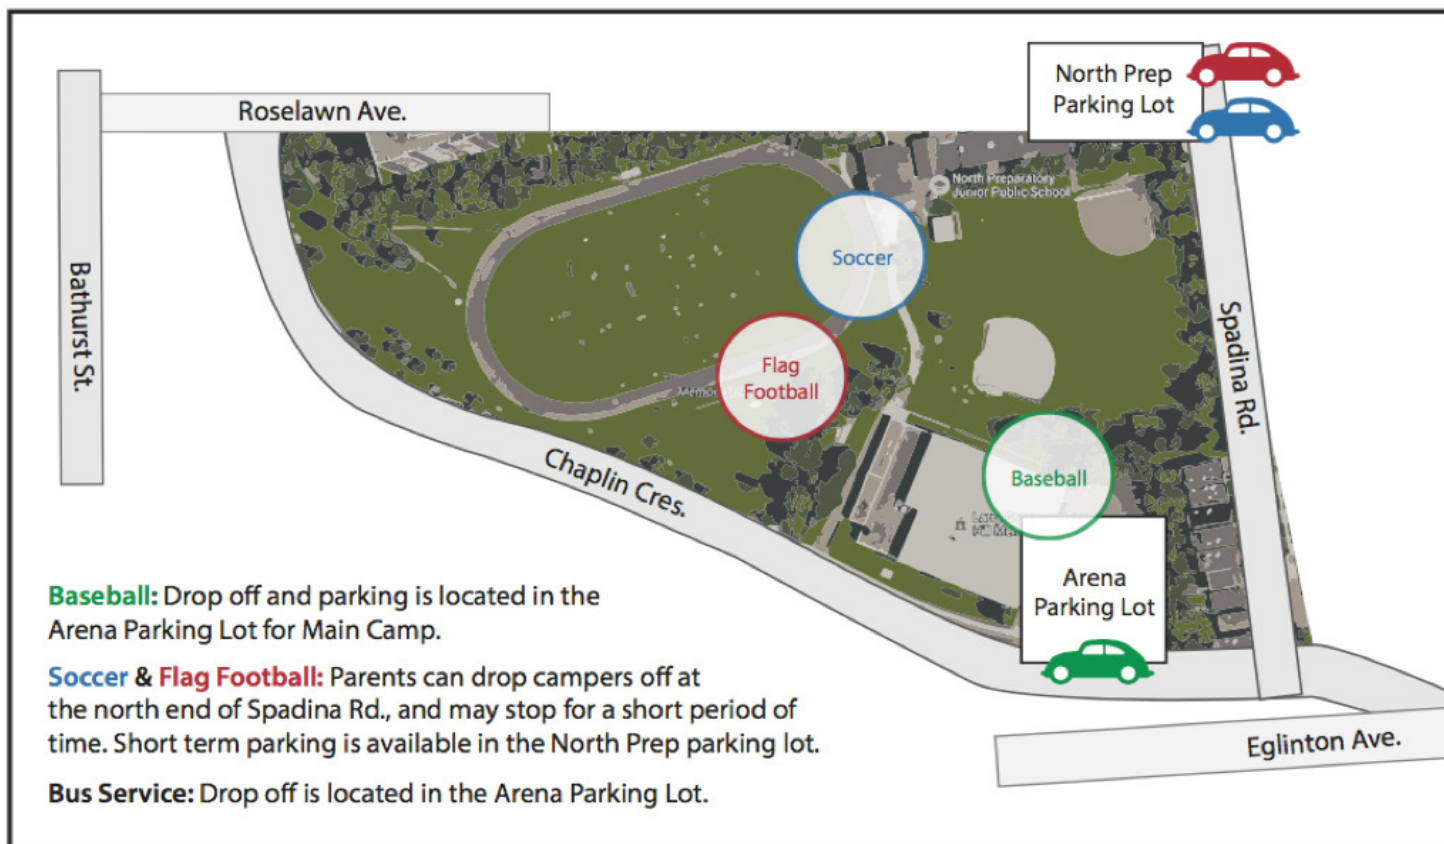 North Prep
Parking Lot
Roselawn Ave.
North Preparatory
Junior Public School
Soccer
Bathurst St.
Spadina Rd.
Flag
Football
Chaplin Cres.
Baseball
Arena
Parking Lot
Baseball: Drop off and parking is located in the
Arena Parking Lot for Main Camp.
Soccer & Flag Football: Parents can drop campers off at
the north end of Spadina Rd., and may stop for a short period of
time. Short term parking is available in the North Prep parking lot.
Eglinton Ave.
Bus Service: Drop off is located in the Arena Parking Lot.